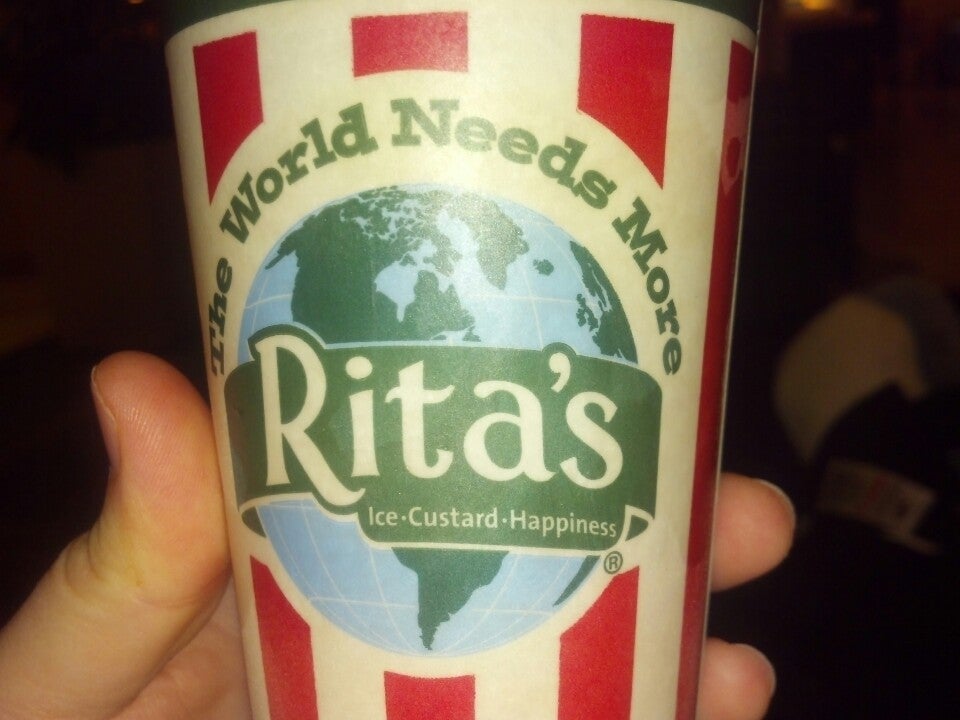 The World Needs More
Rita's
Ice·Custard·Happiness
®